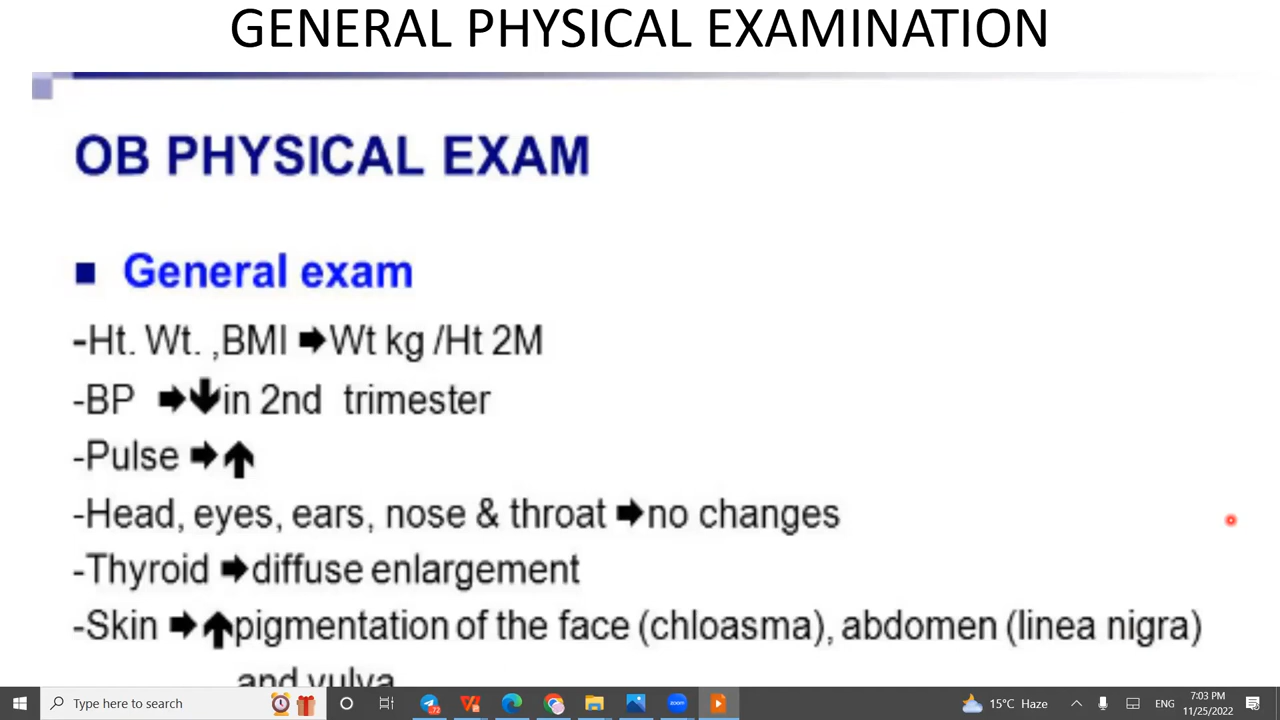 GENERAL PHYSICAL EXAMINATION
OB PHYSICAL EXAM
General exam
-Ht. Wt. ,BMI ➡Wt kg /Ht 2M
-BP ➡⬇in 2nd trimester
-Pulse ➡⬆
-Head, eyes, ears, nose & throat ➡no changes
-Thyroid ➡diffuse enlargement
-Skin ➡⬆pigmentation of the face (chloasma), abdomen (linea nigra)
and vulva
Type here to search
72
zoom
15°C Haze
ENG
7:03 PM
11/25/2022